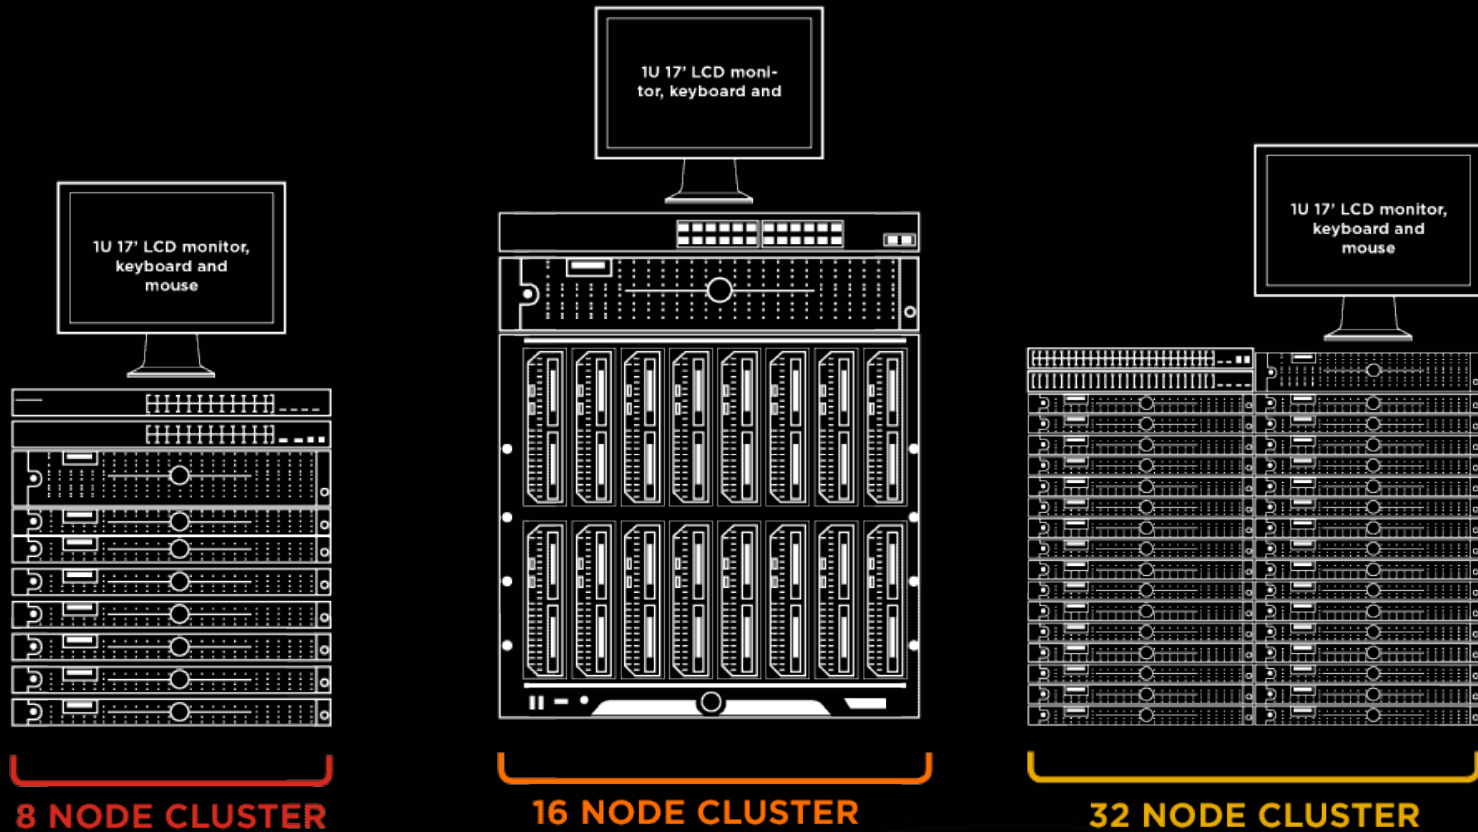 1U 17' LCD monitor,
keyboard and
mouse
8 NODE CLUSTER
1U 17' LCD moni-
tor, keyboard and
16 NODE CLUSTER
1U 17' LCD monitor,
keyboard and
mouse
32 NODE CLUSTER